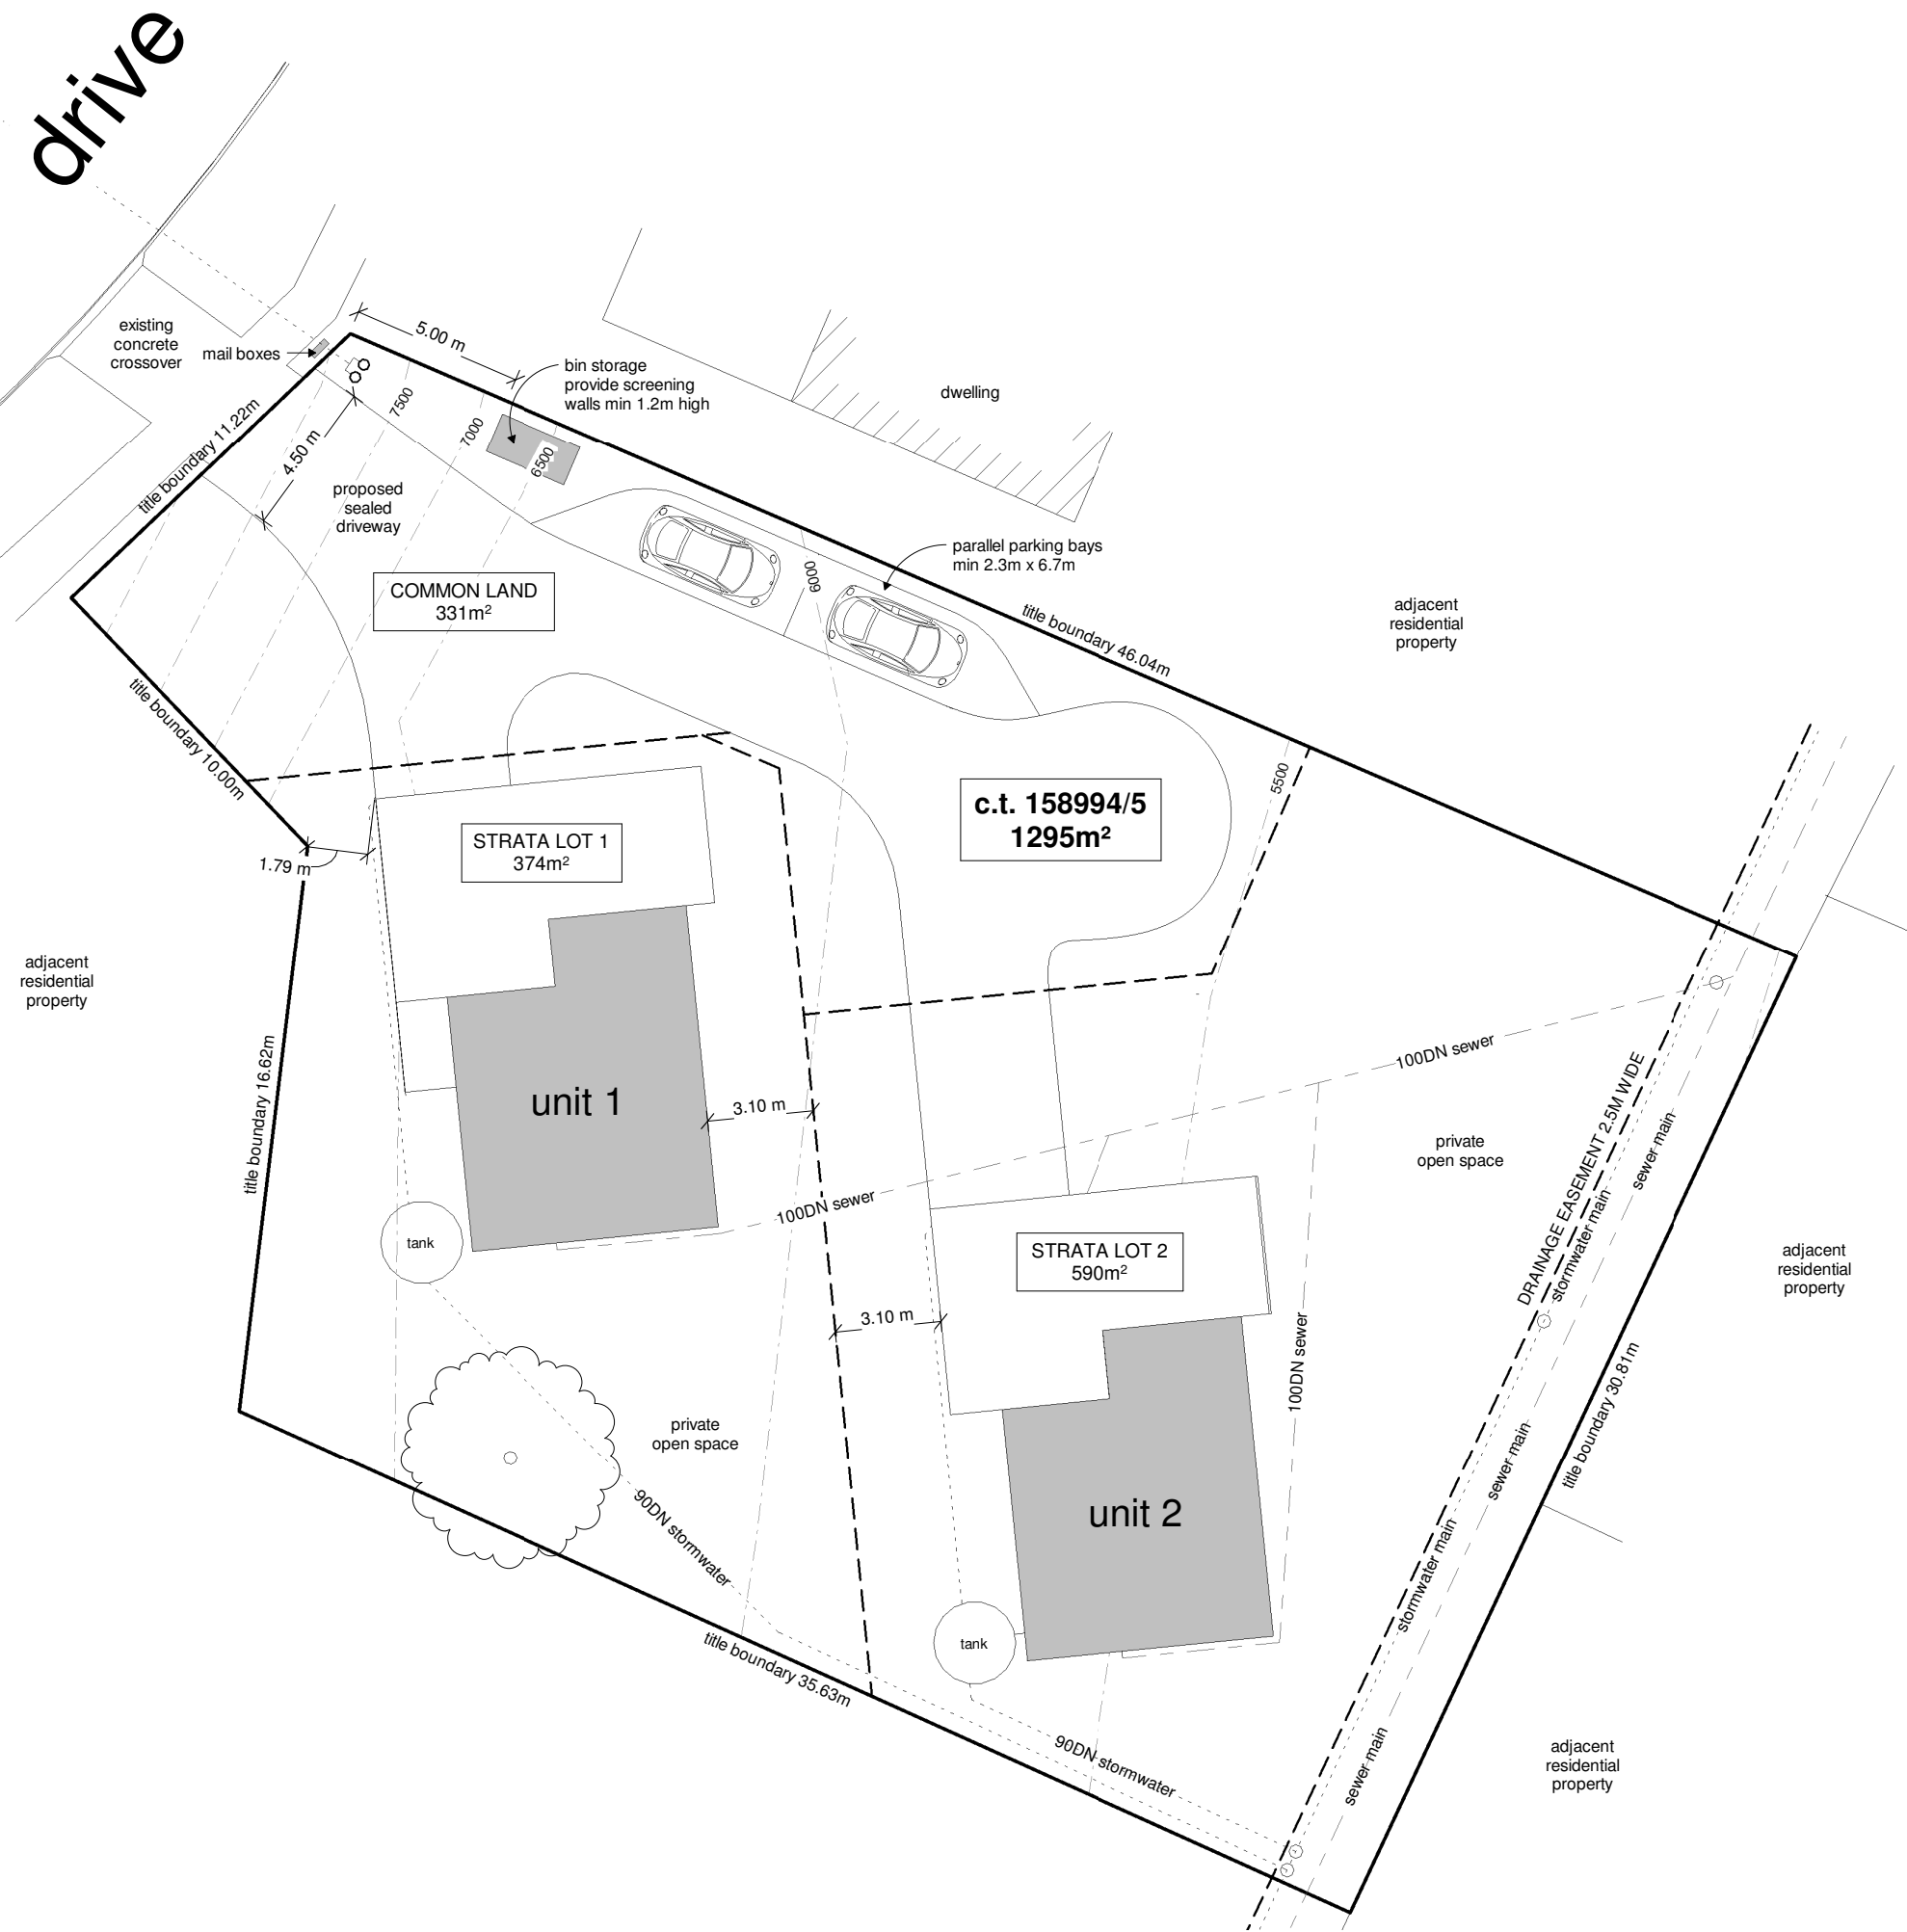 drive
existing
concrete
crossover
mail boxes
5.00 m
bin storage
provide screening
walls min 1.2m high
dwelling
7500
7000
6500
title boundary 11.22m
4.50 m
proposed
sealed
driveway
parallel parking bays
min 2.3m x 6.7m
6000
COMMON LAND
331m²
title boundary 46.04m
adjacent
residential
property
title boundary 10.00m
5500
c.t. 158994/5
1295m²
STRATA LOT 1
374m²
1.79 m
adjacent
residential
property
title boundary 16.62m
unit 1
3.10 m
100DN sewer
100DN sewer
private
open space
DRAINAGE EASEMENT 2.5M WIDE
stormwater main
sewer main
tank
STRATA LOT 2
590m²
adjacent
residential
property
3.10 m
100DN sewer
title boundary 30.81m
private
open space
sewer main
90DN stormwater
unit 2
stormwater main
tank
title boundary 35.63m
90DN stormwater
sewer main
adjacent
residential
property